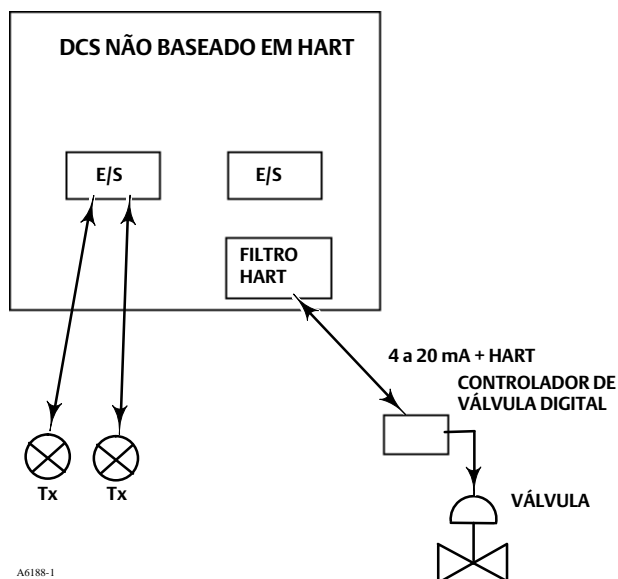 DCS NÃO BASEADO EM HART
E/S
E/S
FILTRO
HART
4 a 20 mA + HART
CONTROLADOR DE
VÁLVULA DIGITAL
Tx
Tx
VÁLVULA
A6188-1